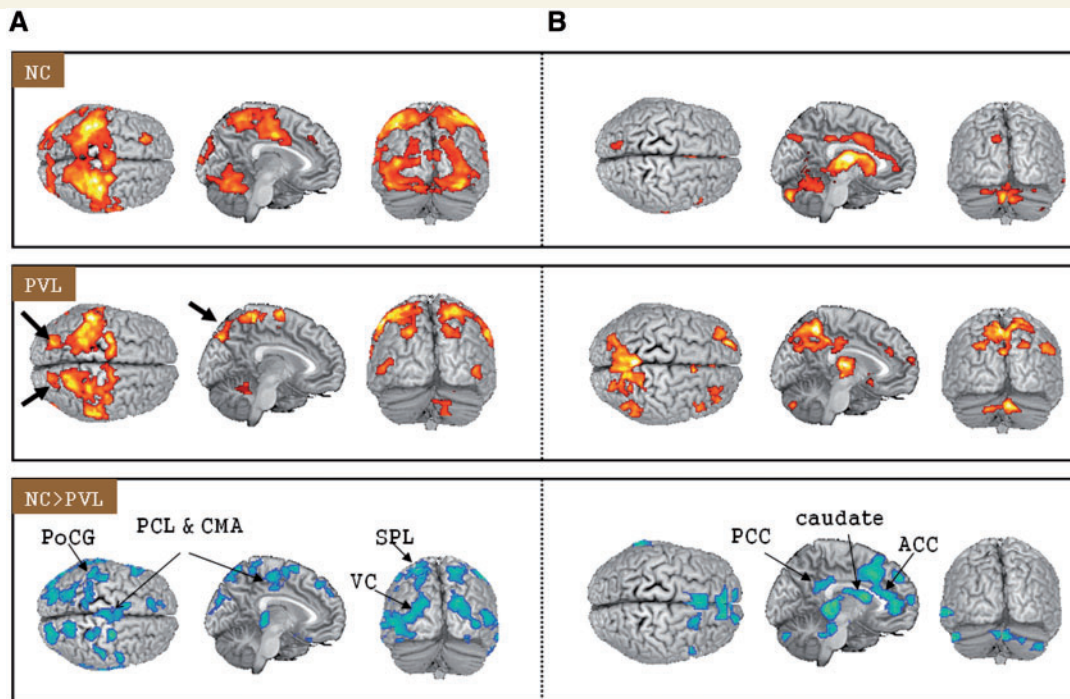 A
B
NC
PVL
NC>PVL
PoCG
PCL & CMA
SPL
VC
PCC
caudate
ACC